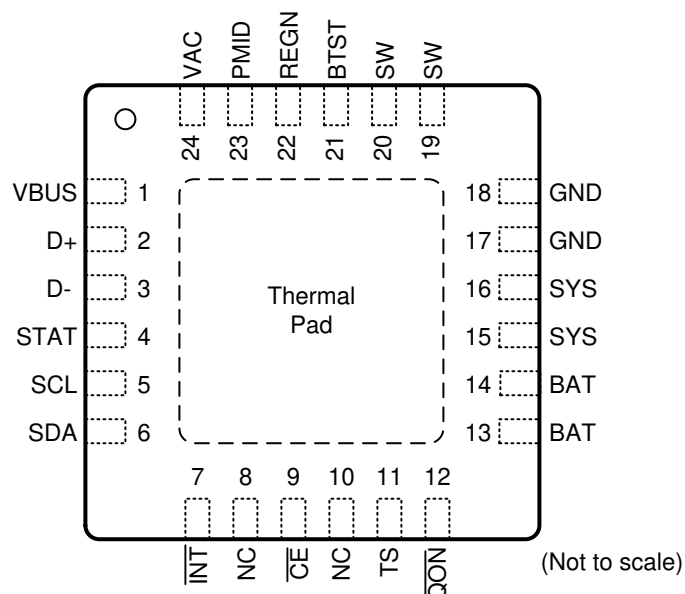 VAC PMID REGN BTST SW SW
24 23 22 21 20 19
VBUS 1
D+ 2
D- 3
STAT 4
SCL 5
SDA 6
Thermal
Pad
18 GND
17 GND
16 SYS
15 SYS
14 BAT
13 BAT
7 8 9 10 11 12
INT NC CE NC TS QON
(Not to scale)